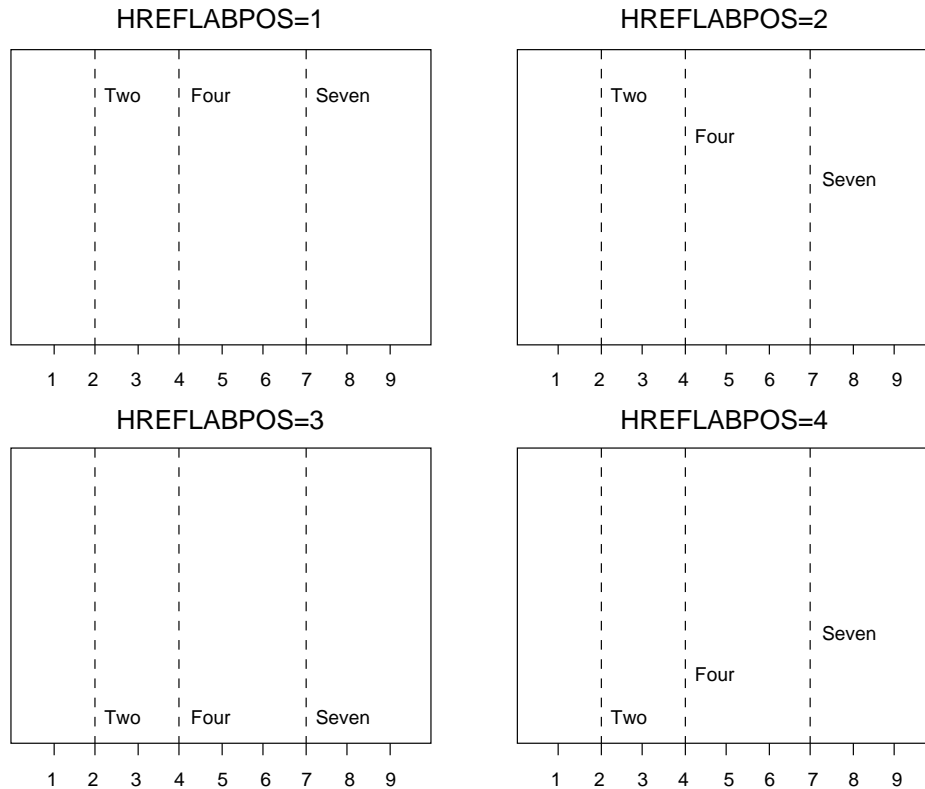 HREFLABPOS=1
Two Four Seven
1 2 3 4 5 6 7 8 9
HREFLABPOS=2
Two
Four
Seven
1 2 3 4 5 6 7 8 9
HREFLABPOS=3
Two Four Seven
1 2 3 4 5 6 7 8 9
HREFLABPOS=4
Seven
Four
Two
1 2 3 4 5 6 7 8 9